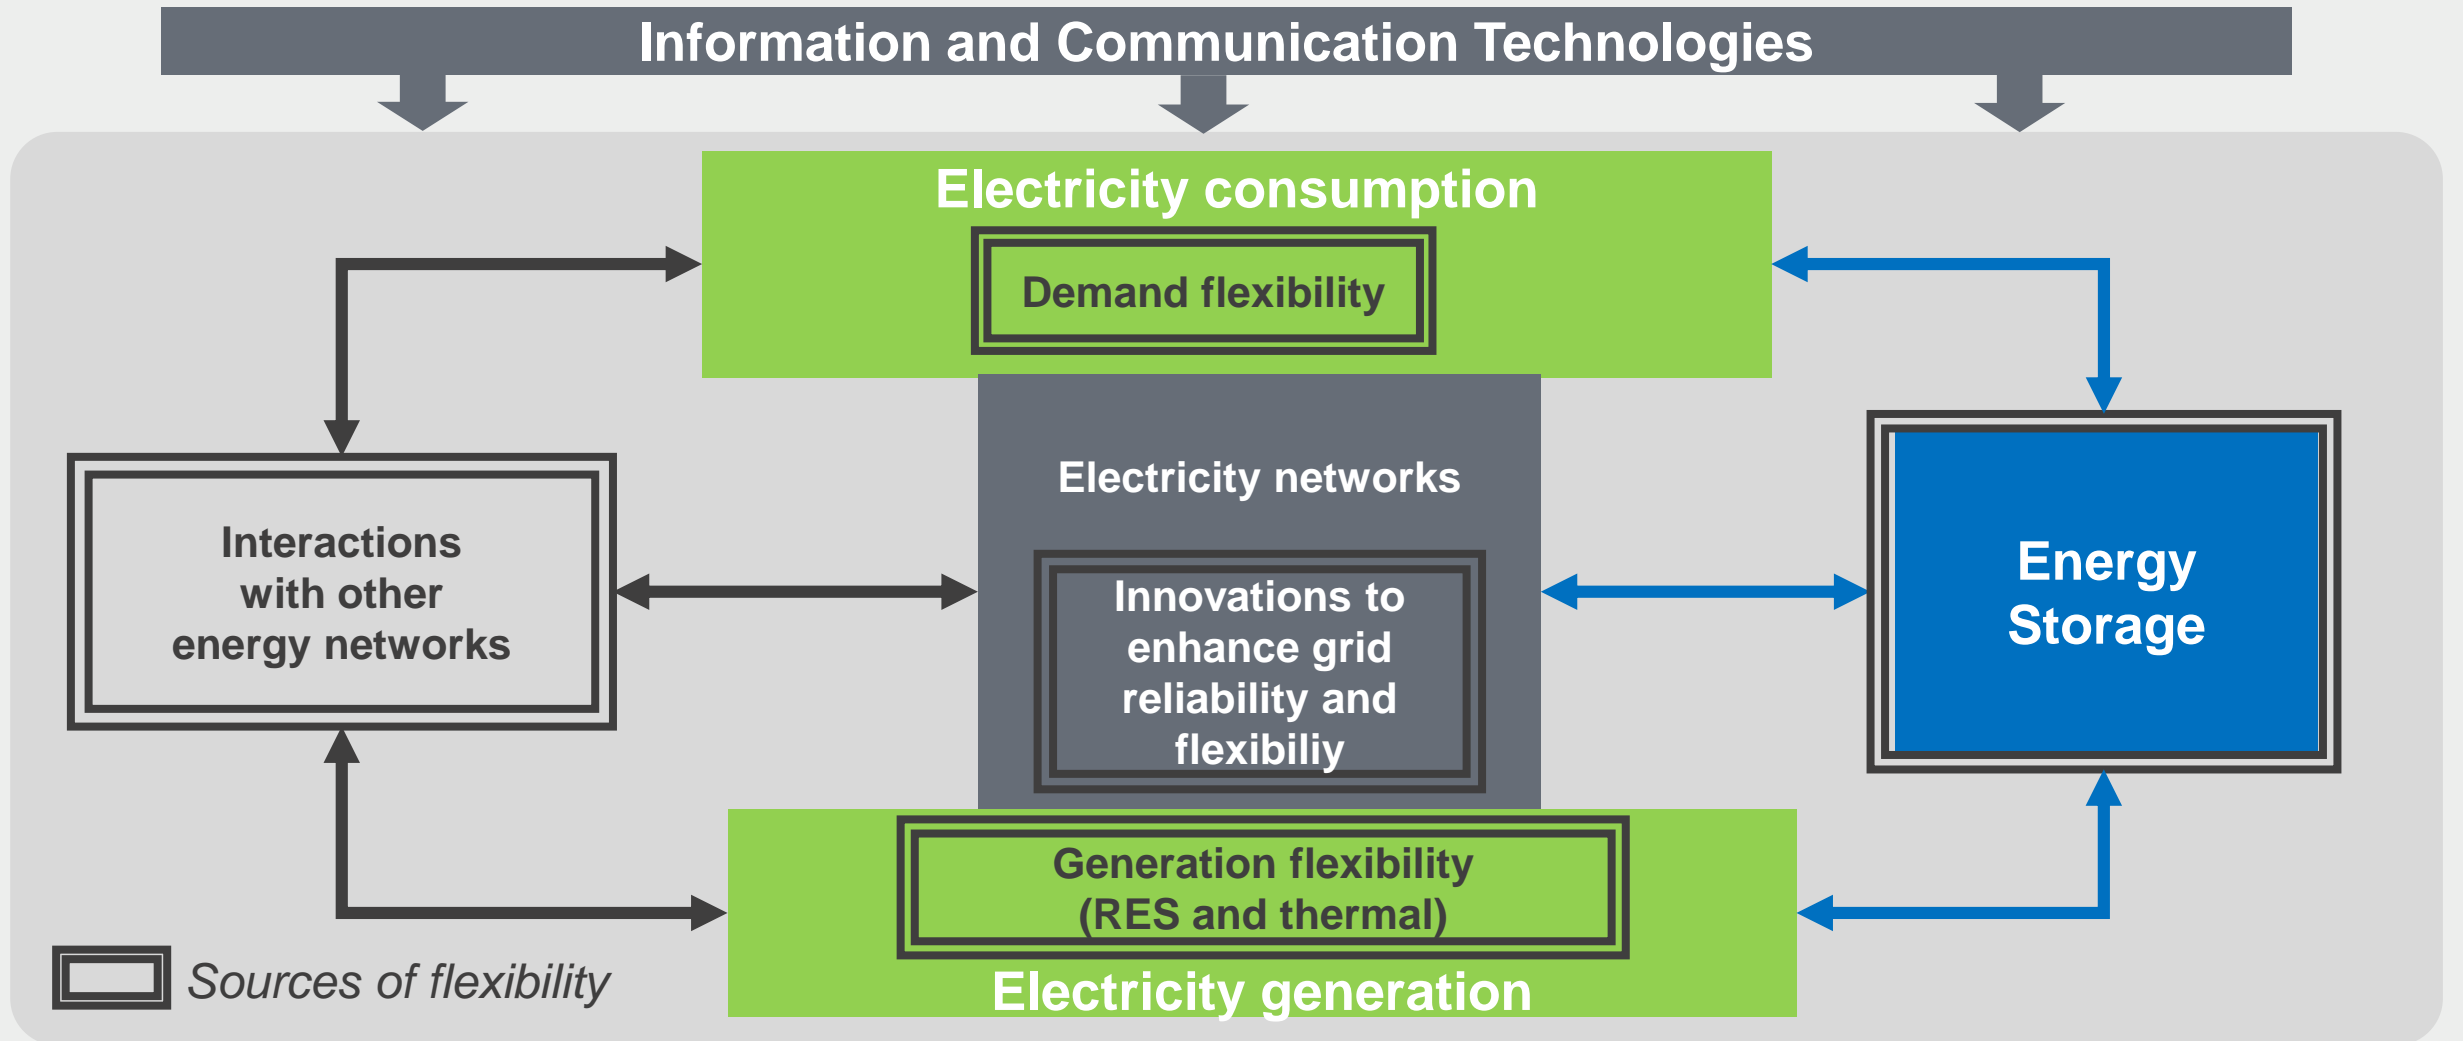 Information and Communication Technologies
Electricity consumption
Demand flexibility
Electricity networks
Interactions
with other
energy networks
Innovations to
enhance grid
reliability and
flexibiliy
Energy
Storage
Generation flexibility
(RES and thermal)
Electricity generation
Sources of flexibility